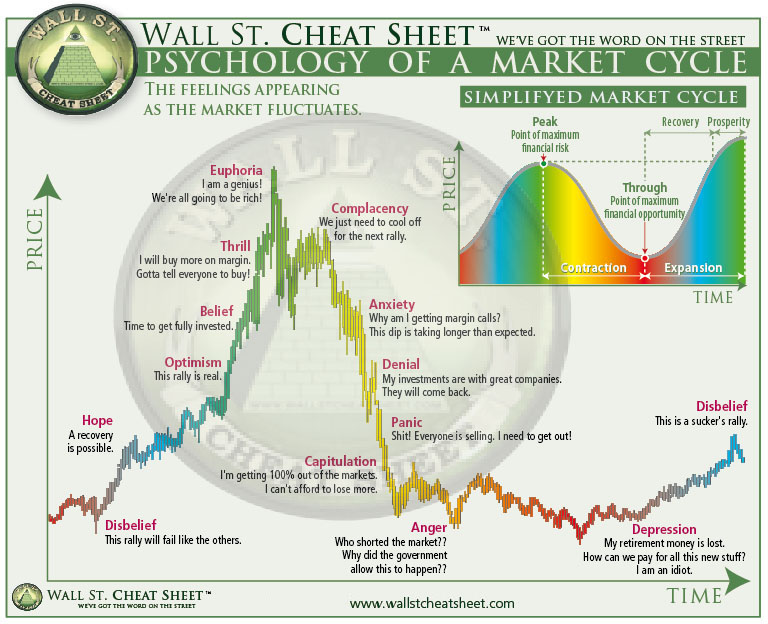 WALL ST.
CHEAT SHEET
WALL ST. CHEAT SHEET™ WE'VE GOT THE WORD ON THE STREET
PSYCHOLOGY OF A MARKET CYCLE
THE FEELINGS APPEARING
AS THE MARKET FLUCTUATES.
SIMPLIFYED MARKET CYCLE
Peak
Point of maximum
financial risk
Recovery
Prosperity
Through
Point of maximum
financial opportunity
Contraction
Expansion
PRICE
TIME
WALL ST.
CHEAT SHEET
PRICE
Euphoria
I am a genius!
We're all going to be rich!
Complacency
We just need to cool off
for the next rally.
Thrill
I will buy more on margin.
Gotta tell everyone to buy!
Belief
Time to get fully invested.
Anxiety
Why am I getting margin calls?
This dip is taking longer than expected.
Optimism
This rally is real.
Denial
My investments are with great companies.
They will come back.
Hope
A recovery
is possible.
Panic
Shit! Everyone is selling. I need to get out!
Disbelief
This is a sucker's rally.
Capitulation
I'm getting 100% out of the markets.
I can't afford to lose more.
Disbelief
This rally will fail like the others.
Anger
Who shorted the market??
Why did the government
allow this to happen??
Depression
My retirement money is lost.
How can we pay for all this new stuff?
I am an idiot.
TIME
WALL ST. CHEAT SHEET™
WE'VE GOT THE WORD ON THE STREET
www.wallstcheatsheet.com